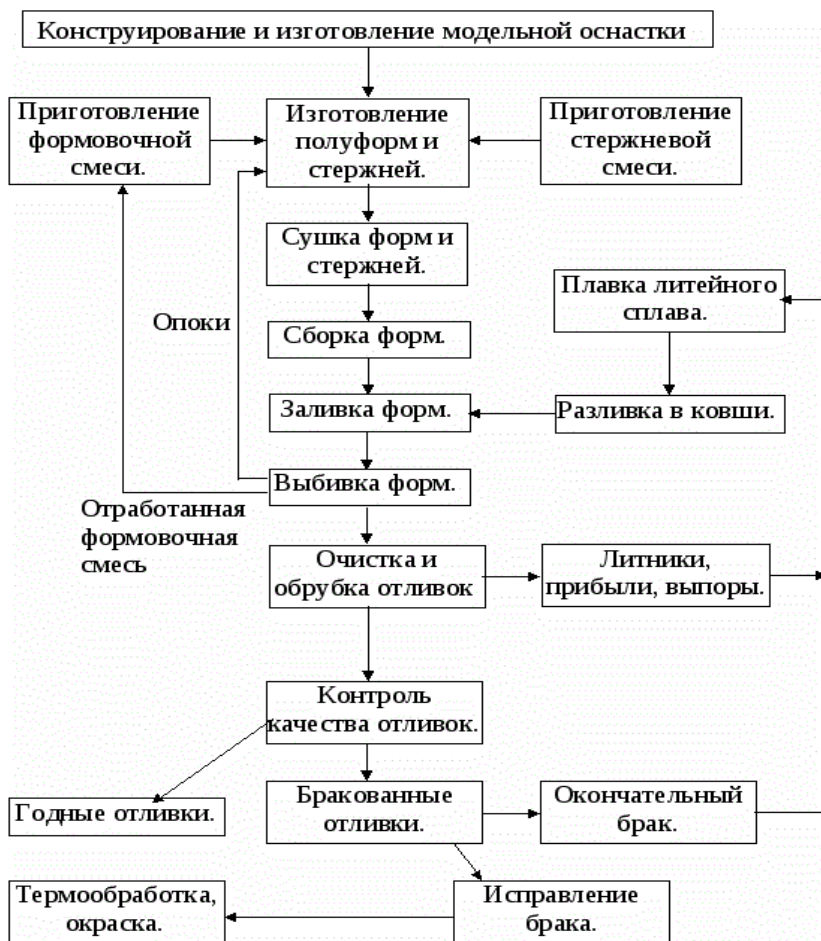 Конструирование и изготовление модельной оснастки
Приготовление
формовочной
смеси.
Изготовление
полуформ и
стержней.
Приготовление
стержневой
смеси.
Сушка форм и
стержней.
Плавка литейного
сплава.
Опоки
Сборка форм.
Заливка форм.
Разливка в ковши.
Выбивка форм.
Отработанная
формовочная
смесь
Очистка и
обрубка отливок
Литники,
прибыли, выпоры.
Контроль
качества отливок.
Годные отливки.
Бракованные
отливки.
Окончательный
брак.
Термообработка,
окраска.
Исправление
брака.